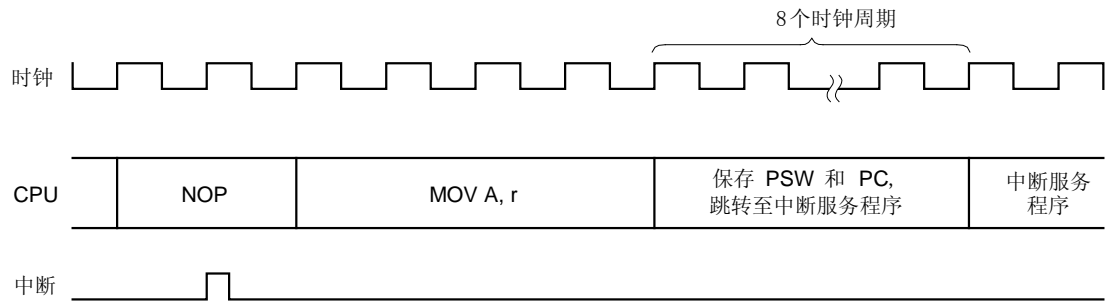 8个时钟周期
时钟
CPU
NOP
MOV A, r
保存 PSW 和 PC,
跳转至中断服务程序
中断服务
程序
中断